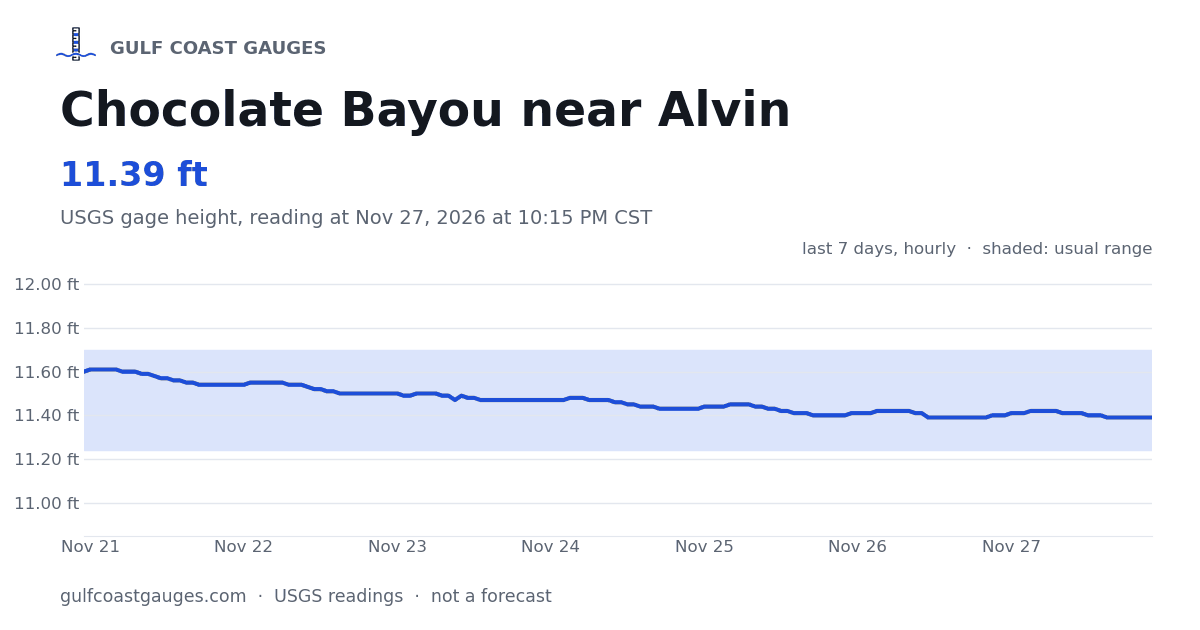 GULF COAST GAUGES
Chocolate Bayou near Alvin
11.39 ft
USGS gage height, reading at Nov 27, 2026 at 10:15 PM CST
last 7 days, hourly · shaded: usual range
12.00 ft
11.80 ft
11.60 ft
11.40 ft
11.20 ft
11.00 ft
Nov 21 Nov 22 Nov 23 Nov 24 Nov 25 Nov 26 Nov 27
gulfcoastgauges.com · USGS readings · not a forecast